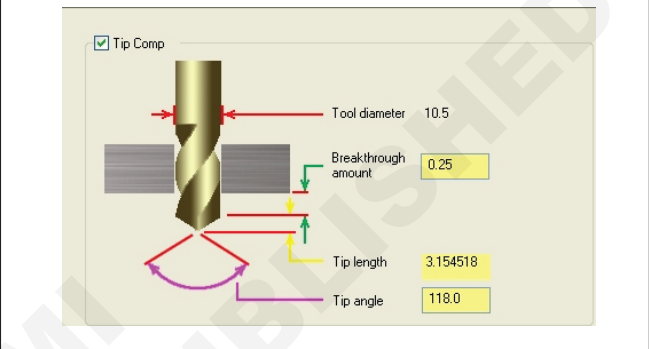 Tip Comp
Tool diameter 10.5
Breakthrough
amount 0.25
Tip length 3.154518
Tip angle 118.0